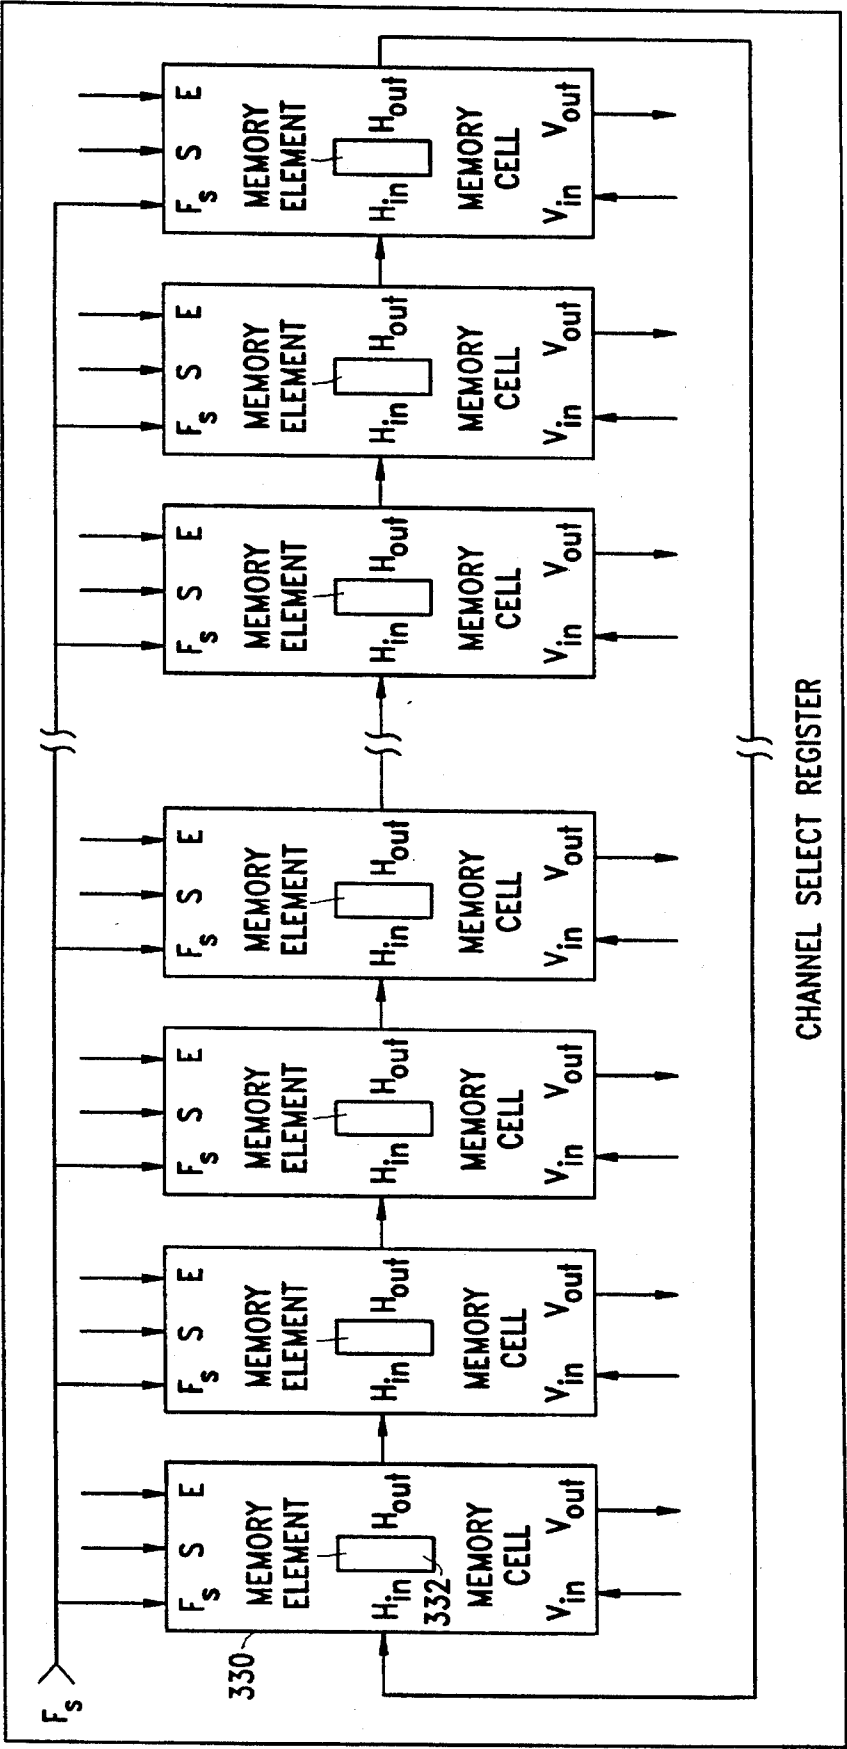 Fs
330
Fs S E
MEMORY
ELEMENT
Hin Hout
332
MEMORY
CELL
Vin Vout
Fs S E
MEMORY
ELEMENT
Hin Hout
MEMORY
CELL
Vin Vout
Fs S E
MEMORY
ELEMENT
Hin Hout
MEMORY
CELL
Vin Vout
Fs S E
MEMORY
ELEMENT
Hin Hout
MEMORY
CELL
Vin Vout
Fs S E
MEMORY
ELEMENT
Hin Hout
MEMORY
CELL
Vin Vout
Fs S E
MEMORY
ELEMENT
Hin Hout
MEMORY
CELL
Vin Vout
Fs S E
MEMORY
ELEMENT
Hin Hout
MEMORY
CELL
Vin Vout
CHANNEL SELECT REGISTER